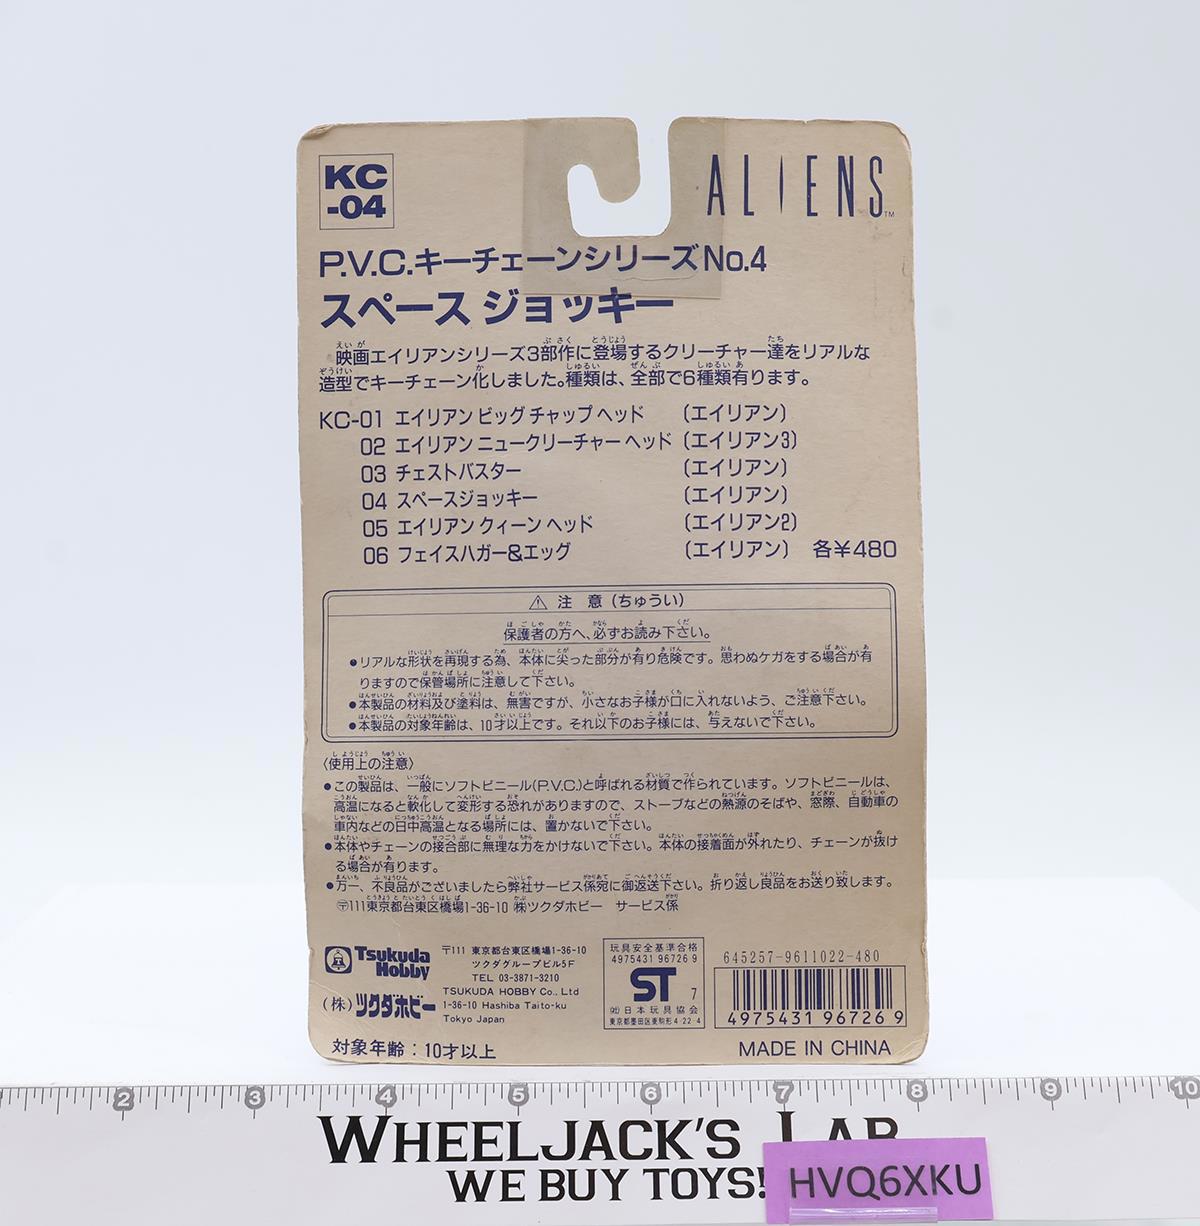 KC
-04
ALIENS™
P.V.C.キーチェーンシリーズNo.4
スペース ジョッキー
映画エイリアンシリーズ3部作に登場するクリーチャー達をリアルな
造型でキーチェーン化しました。種類は、全部で6種類有ります。
KC-01 エイリアン ビッグ チャップ ヘッド (エイリアン)
02 エイリアン ニュークリーチャー ヘッド (エイリアン3)
03 チェストバスター (エイリアン)
04 スペースジョッキー (エイリアン)
05 エイリアン クィーン ヘッド (エイリアン2)
06 フェイスハガー&エッグ (エイリアン) 各¥480
⚠ 注 意 (ちゅうい)
保護者の方へ、必ずお読み下さい。
●リアルな形状を再現する為、本体に尖った部分が有り危険です。思わぬケガをする場合が有
りますので保管場所に注意して下さい。
●本製品の材料及び塗料は、無害ですが、小さなお子様が口に入れないよう、ご注意下さい。
●本製品の対象年齢は、10才以上です。それ以下のお子様には、与えないで下さい。
〈使用上の注意〉
●この製品は、一般にソフトビニール(P.V.C.)と呼ばれる材質で作られています。ソフトビニールは、
高温になると軟化して変形する恐れがありますので、ストーブなどの熱源のそばや、窓際、自動車の
車内などの日中高温となる場所には、置かないで下さい。
●本体やチェーンの接合部に無理な力をかけないで下さい。本体の接着面が外れたり、チェーンが抜け
る場合が有ります。
●万一、不良品がございましたら弊社サービス係宛に御返送下さい。折り返し良品をお送り致します。
〒111東京都台東区橋場1-36-10 ㈱ツクダホビー サービス係
Tsukuda
Hobby
(株)ツクダホビー
〒111 東京都台東区橋場1-36-10
ツクダグループビル5F
TEL 03-3871-3210
TSUKUDA HOBBY Co., Ltd
1-36-10 Hashiba Taito-ku
Tokyo Japan
玩具安全基準合格
4975431 96726 9
ST 7
㈳日本玩具協会
東京都墨田区東駒形4-22-4
645257-9611022-480
4975431 967269
対象年齢：10才以上
MADE IN CHINA
2 3 4 5 6 7 8 9 10
WHEELJACK'S LAB
WE BUY TOYS!
HVQ6XKU